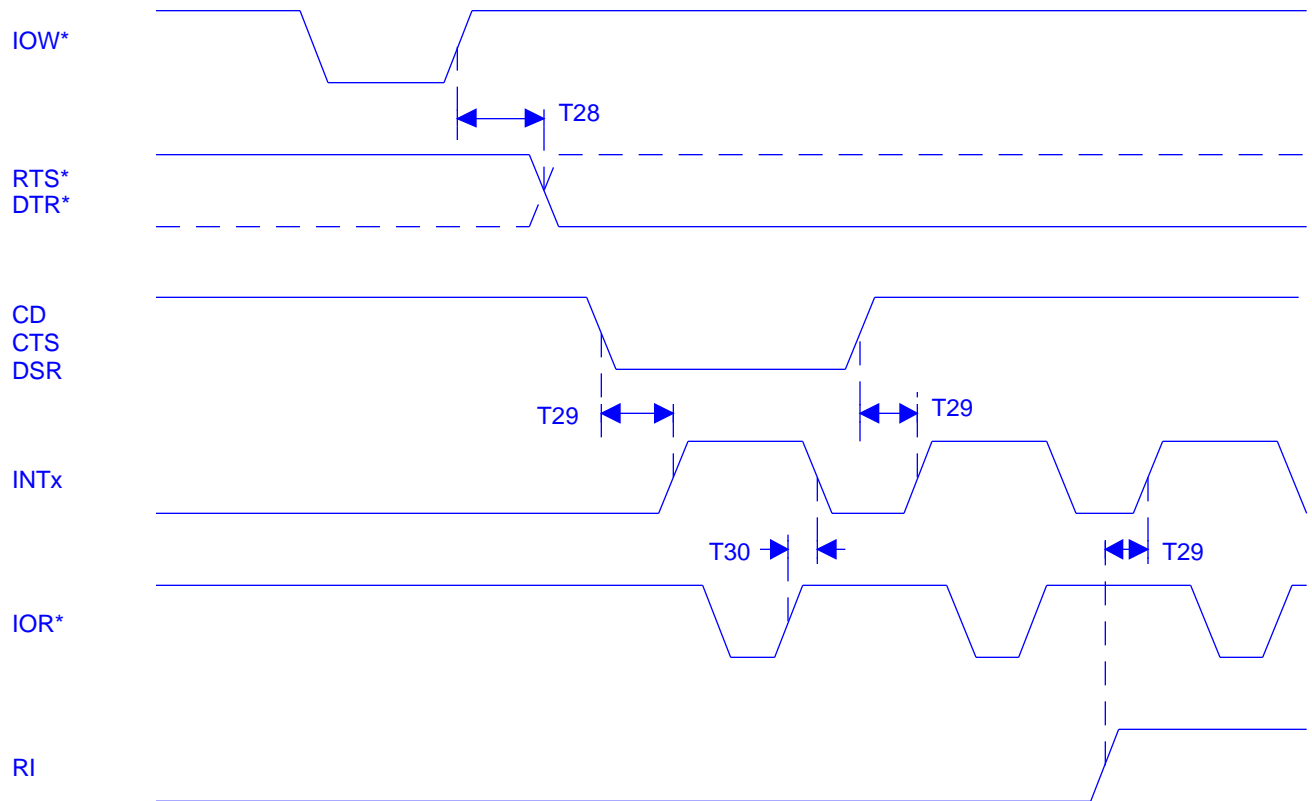 IOW*
T28
RTS*
DTR*
CD
CTS
DSR
T29
T29
INTx
T30
T29
IOR*
RI